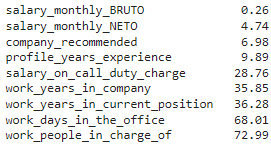 salary_monthly_BRUTO 0.26
salary_monthly_NETO 4.74
company_recommended 6.98
profile_years_experience 9.89
salary_on_call_duty_charge 28.76
work_years_in_company 35.85
work_years_in_current_position 36.28
work_days_in_the_office 68.01
work_people_in_charge_of 72.99